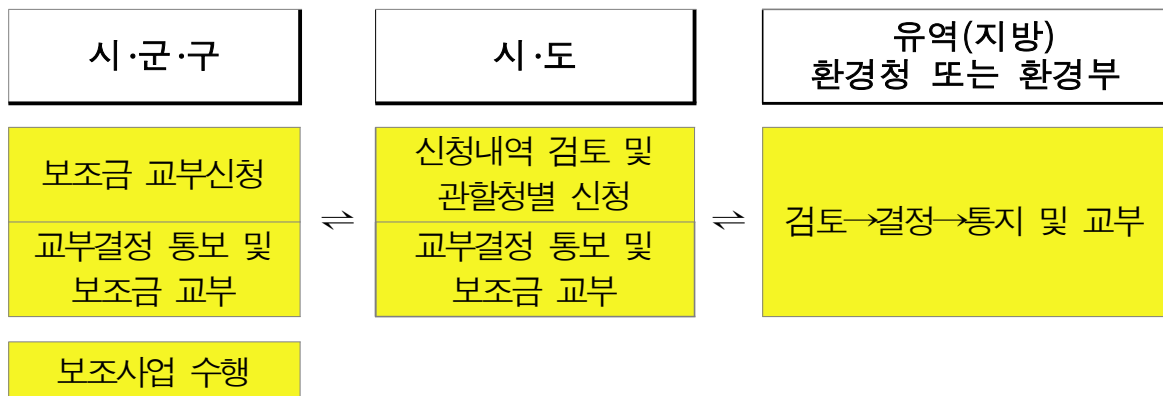 시·군·구
시·도
유역(지방)
환경청 또는 환경부
보조금 교부신청
신청내역 검토 및
관할청별 신청
교부결정 통보 및
보조금 교부
⇌
교부결정 통보 및
보조금 교부
⇌
검토→결정→통지 및 교부
보조사업 수행